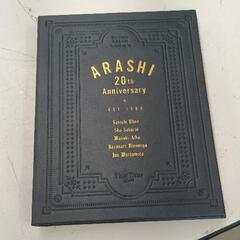 ARASHI
20th
Anniversary
EST 1999
Satoshi Ohno
Sho Sakurai
Masaki Aiba
Kazunari Ninomiya
Jun Matsumoto